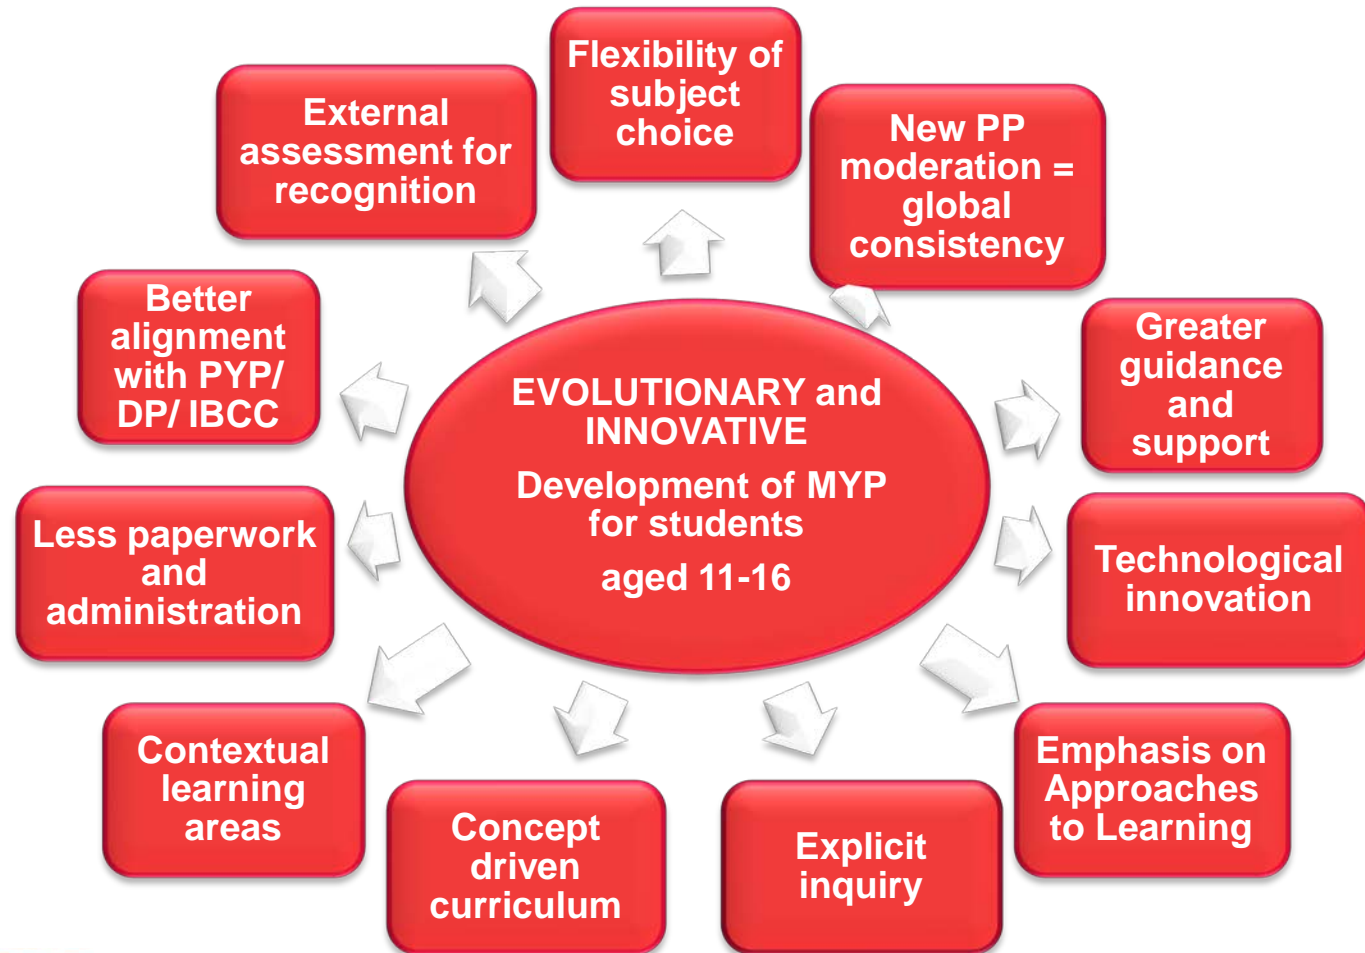 Flexibility of
subject
choice
External
assessment for
recognition
New PP
moderation =
global
consistency
Better
alignment
with PYP/
DP/ IBCC
Greater
guidance
and
support
EVOLUTIONARY and
INNOVATIVE
Development of MYP
for students
aged 11-16
Less paperwork
and
administration
Technological
innovation
Contextual
learning
areas
Emphasis on
Approaches
to Learning
Concept
driven
curriculum
Explicit
inquiry